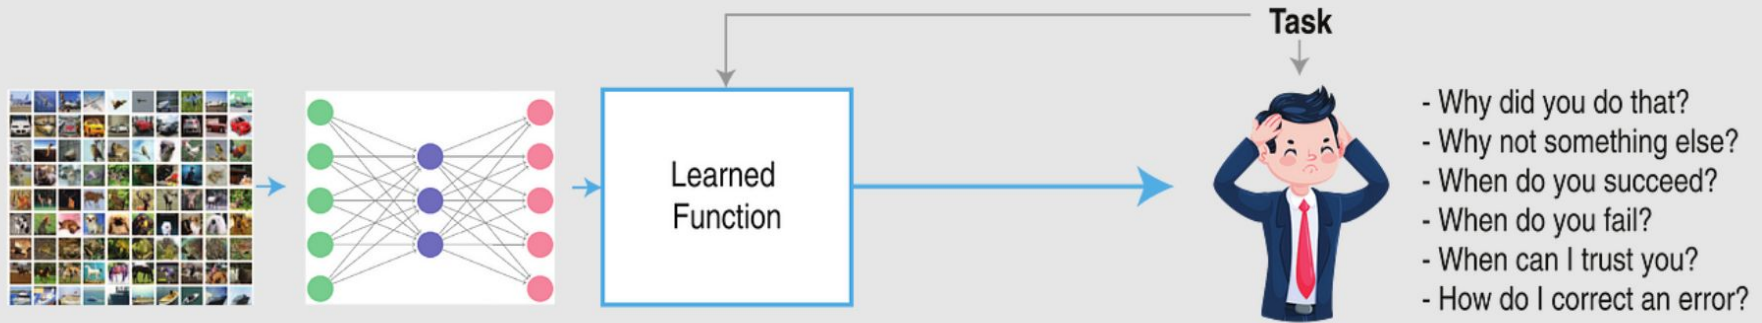 Task
Learned
Function
- Why did you do that?
- Why not something else?
- When do you succeed?
- When do you fail?
- When can I trust you?
- How do I correct an error?